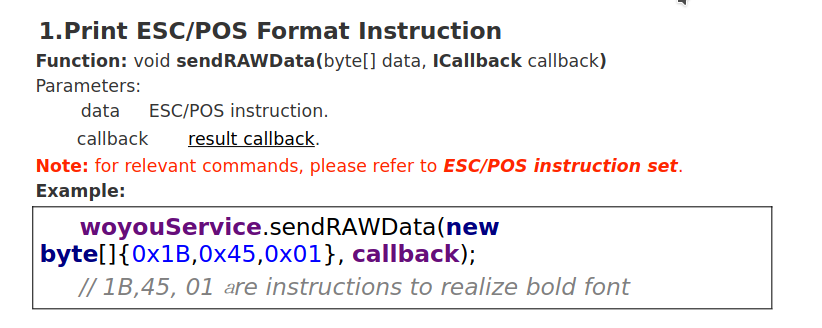 1.Print ESC/POS Format Instruction
Function: void sendRAWData(byte[] data, ICallback callback)
Parameters:
data ESC/POS instruction.
callback result callback.
Note: for relevant commands, please refer to ESC/POS instruction set.
Example:
woyouService.sendRAWData(new
byte[]{0x1B,0x45,0x01}, callback);
// 1B,45, 01 are instructions to realize bold font